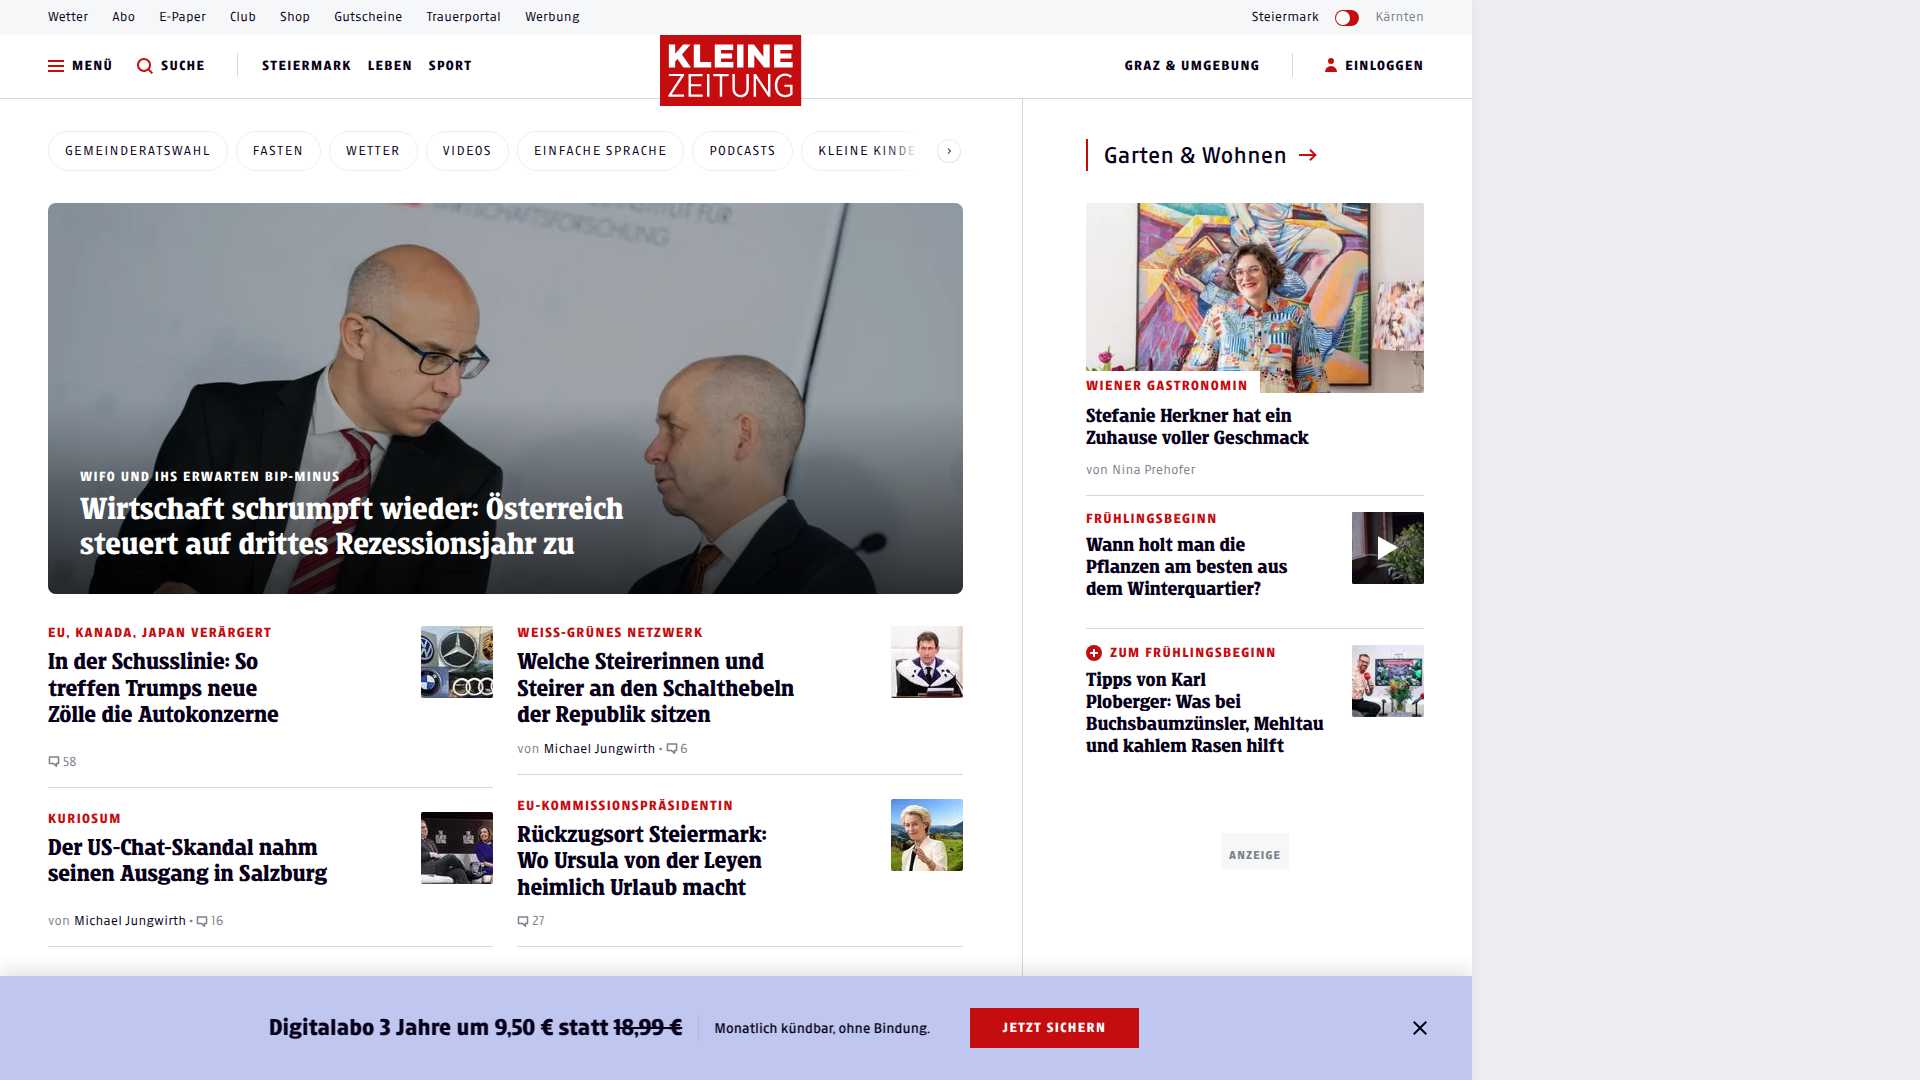 Wetter Abo E-Paper Club Shop Gutscheine Trauerportal Werbung Steiermark Kärnten
MENÜ SUCHE STEIERMARK LEBEN SPORT KLEINE ZEITUNG GRAZ & UMGEBUNG EINLOGGEN
GEMEINDERATSWAHL FASTEN WETTER VIDEOS EINFACHE SPRACHE PODCASTS KLEINE KINDE
WIFO UND IHS ERWARTEN BIP-MINUS
Wirtschaft schrumpft wieder: Österreich
steuert auf drittes Rezessionsjahr zu
EU, KANADA, JAPAN VERÄRGERT
In der Schusslinie: So
treffen Trumps neue
Zölle die Autokonzerne
58
KURIOSUM
Der US-Chat-Skandal nahm
seinen Ausgang in Salzburg
von Michael Jungwirth • 16
WEISS-GRÜNES NETZWERK
Welche Steirerinnen und
Steirer an den Schalthebeln
der Republik sitzen
von Michael Jungwirth • 6
EU-KOMMISSIONSPRÄSIDENTIN
Rückzugsort Steiermark:
Wo Ursula von der Leyen
heimlich Urlaub macht
27
Garten & Wohnen
WIENER GASTRONOMIN
Stefanie Herkner hat ein
Zuhause voller Geschmack
von Nina Prehofer
FRÜHLINGSBEGINN
Wann holt man die
Pflanzen am besten aus
dem Winterquartier?
ZUM FRÜHLINGSBEGINN
Tipps von Karl
Ploberger: Was bei
Buchsbaumzünsler, Mehltau
und kahlem Rasen hilft
ANZEIGE
Digitalabo 3 Jahre um 9,50 € statt 18,99 € Monatlich kündbar, ohne Bindung. JETZT SICHERN